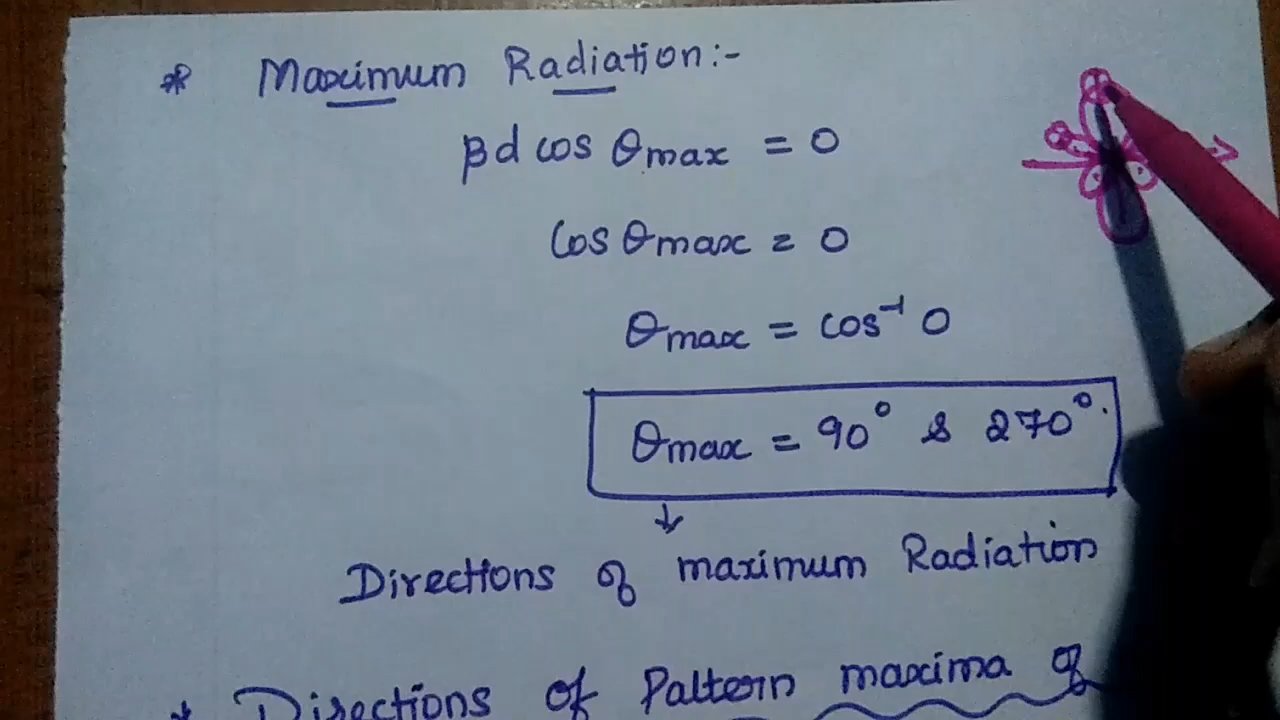 * Maximum Radiation:-
βd cos θmax = 0
Cos θmax = 0
θmax = cos⁻¹ 0
θmax = 90° & 270°.
↓
Directions of maximum Radiation
* Directions of Pattern maxima of